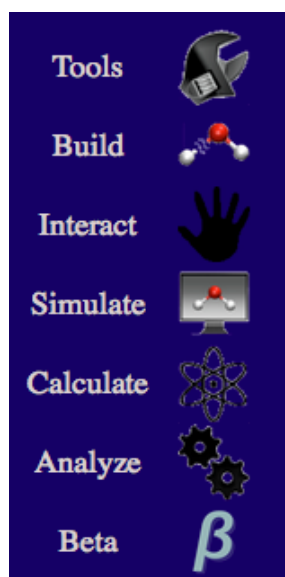 Tools
Build
Interact
Simulate
Calculate
Analyze
Beta β